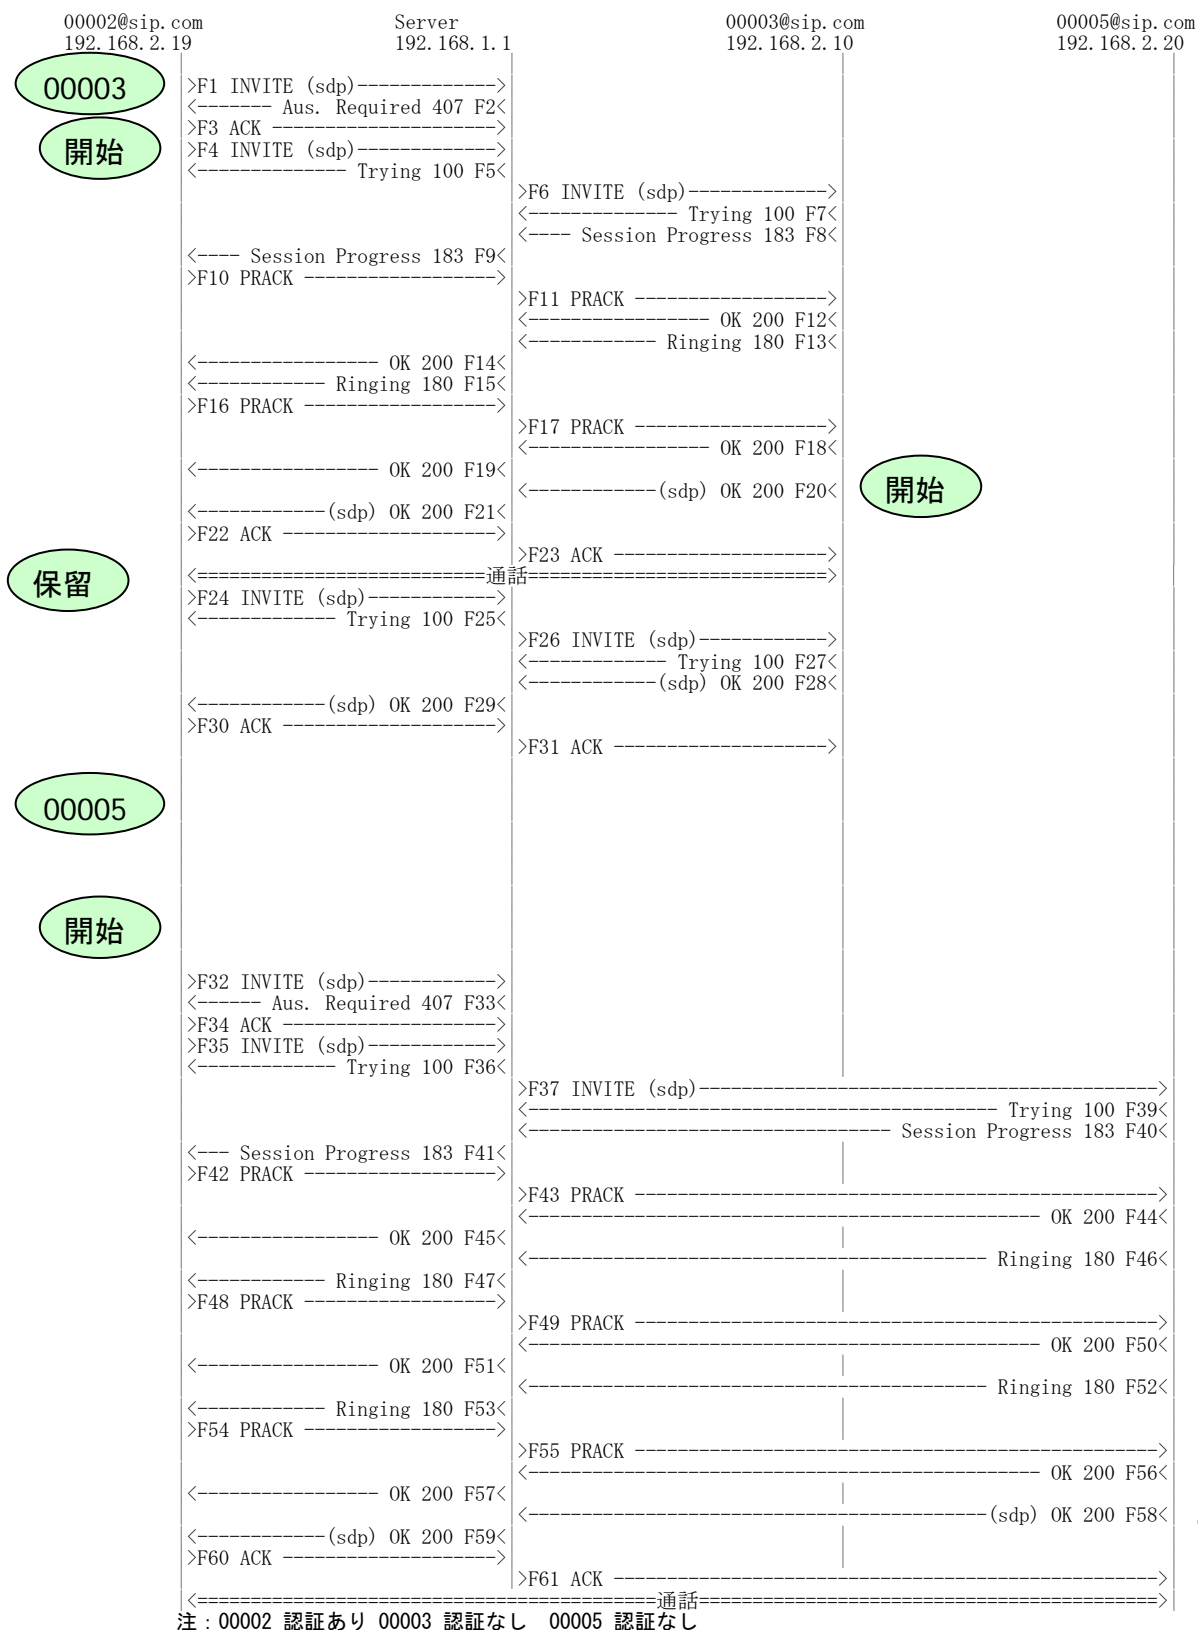 00002@sip.com Server 00003@sip.com 00005@sip.com
192.168.2.19 192.168.1.1 192.168.2.10 192.168.2.20
00003
>F1 INVITE (sdp)------------->
<------- Aus. Required 407 F2<
>F3 ACK --------------------->
開始
>F4 INVITE (sdp)------------->
<-------------- Trying 100 F5<
>F6 INVITE (sdp)------------->
<-------------- Trying 100 F7<
<---- Session Progress 183 F8<
<---- Session Progress 183 F9<
>F10 PRACK ------------------>
>F11 PRACK ------------------>
<----------------- OK 200 F12<
<------------ Ringing 180 F13<
<----------------- OK 200 F14<
<------------ Ringing 180 F15<
>F16 PRACK ------------------>
>F17 PRACK ------------------>
<----------------- OK 200 F18<
<----------------- OK 200 F19<
<------------(sdp) OK 200 F20<
開始
<------------(sdp) OK 200 F21<
>F22 ACK -------------------->
>F23 ACK -------------------->
保留
<===========================通話============================>
>F24 INVITE (sdp)------------>
<------------- Trying 100 F25<
>F26 INVITE (sdp)------------>
<------------- Trying 100 F27<
<------------(sdp) OK 200 F28<
<------------(sdp) OK 200 F29<
>F30 ACK -------------------->
>F31 ACK -------------------->
00005
開始
>F32 INVITE (sdp)------------>
<------ Aus. Required 407 F33<
>F34 ACK -------------------->
>F35 INVITE (sdp)------------>
<------------- Trying 100 F36<
>F37 INVITE (sdp)------------------------------------------->
<-------------------------------------------- Trying 100 F39<
<---------------------------------- Session Progress 183 F40<
<--- Session Progress 183 F41<
>F42 PRACK ------------------>
>F43 PRACK ------------------------------------------------->
<------------------------------------------------ OK 200 F44<
<----------------- OK 200 F45<
<------------------------------------------- Ringing 180 F46<
<------------ Ringing 180 F47<
>F48 PRACK ------------------>
>F49 PRACK ------------------------------------------------->
<------------------------------------------------ OK 200 F50<
<----------------- OK 200 F51<
<------------------------------------------- Ringing 180 F52<
<------------ Ringing 180 F53<
>F54 PRACK ------------------>
>F55 PRACK ------------------------------------------------->
<------------------------------------------------ OK 200 F56<
<----------------- OK 200 F57<
<-------------------------------------------(sdp) OK 200 F58<
<------------(sdp) OK 200 F59<
>F60 ACK -------------------->
>F61 ACK --------------------------------------------------->
<===========================================通話===========================================>
注：00002 認証あり 00003 認証なし 00005 認証なし